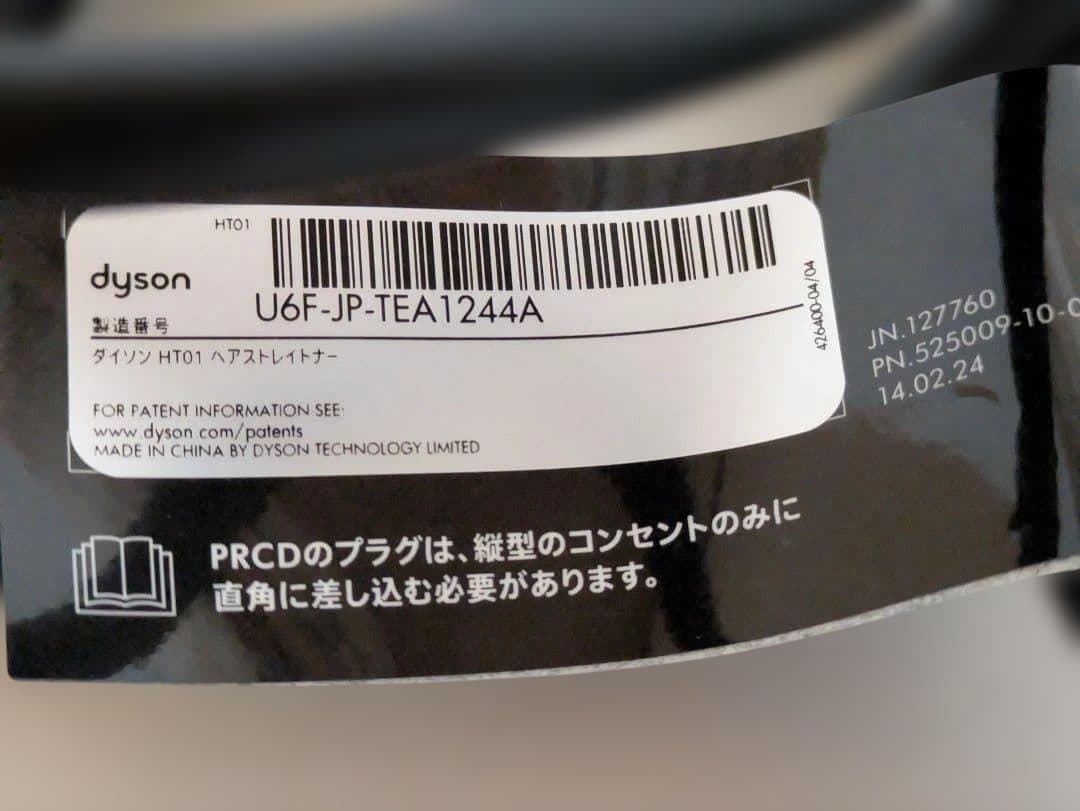 HT01
dyson
U6F-JP-TEA1244A
製造番号
ダイソン HT01 ヘアストレイトナー
FOR PATENT INFORMATION SEE:
www.dyson.com/patents
MADE IN CHINA BY DYSON TECHNOLOGY LIMITED
426400-04/04
JN.127760
PN.525009-10-0
14.02.24
PRCDのプラグは、縦型のコンセントのみに
直角に差し込む必要があります。